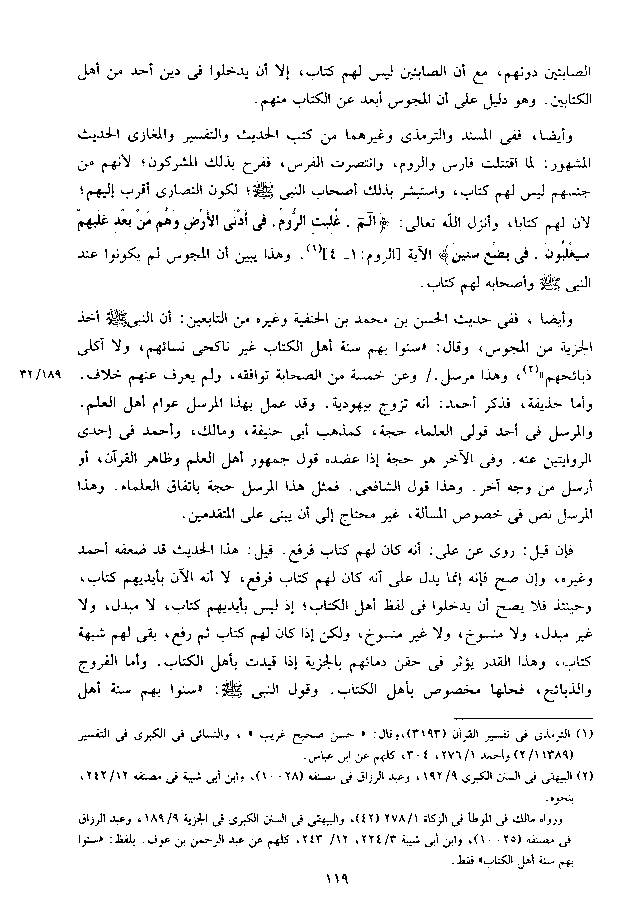 الصابئين دونهم، مع أن الصابئين ليس لهم كتاب، إلا أن يدخلوا فى دين أحد من أهل
الكتابين. وهو دليل على أن المجوس أبعد عن الكتاب منهم.
وأيضا، ففى المسند والترمذى وغيرهما من كتب الحديث والتفسير والمغازى الحديث
المشهور: لما اقتتلت فارس والروم، وانتصرت الفرس، ففرح بذلك المشركون؛ لأنهم من
جنسهم ليس لهم كتاب، واستبشر بذلك أصحاب النبى ﷺ؛ لكون النصارى أقرب إليهم؛
لأن لهم كتابا، وأنزل الله تعالى: ﴿الٓمٓ . غُلِبَتِ الرُّومُ. فِى أَدْنَى الأَرْضِ وَهُم مِّنْ بَعْدِ غَلَبِهِمْ
سَيَغْلِبُونَ . فِى بِضْعِ سِنِينَ﴾ الآية [الروم: ١ـ ٤](١). وهذا يبين أن المجوس لم يكونوا عند
النبى ﷺ وأصحابه لهم كتاب.
وأيضا ، ففى حديث الحسن بن محمد بن الحنفية وغيره من التابعين: أن النبى ﷺ أخذ
الجزية من المجوس، وقال: «سنوا بهم سنة أهل الكتاب غير ناكحى نسائهم، ولا آكلى
ذبائحهم»(٢)، وهذا مرسل./ وعن خمسة من الصحابة توافقه، ولم يعرف عنهم خلاف. ٣٢/١٨٩
وأما حذيفة، فذكر أحمد: أنه تزوج بيهودية. وقد عمل بهذا المرسل عوام أهل العلم.
والمرسل فى أحد قولى العلماء حجة، كمذهب أبى حنيفة، ومالك، وأحمد فى إحدى
الروايتين عنه. وفى الآخر هو حجة إذا عضده قول جمهور أهل العلم وظاهر القرآن، أو
أرسل من وجه آخر. وهذا قول الشافعى. فمثل هذا المرسل حجة باتفاق العلماء. وهذا
المرسل نص فى خصوص المسألة، غير محتاج إلى أن يبنى على المتقدمين.
فإن قيل: روى عن على: أنه كان لهم كتاب فرفع. قيل: هذا الحديث قد ضعفه أحمد
وغيره، وإن صح فإنه إنما يدل على أنه كان لهم كتاب فرفع، لا أنه الآن بأيديهم كتاب،
وحينئذ فلا يصح أن يدخلوا فى لفظ أهل الكتاب؛ إذ ليس بأيديهم كتاب، لا مبدل، ولا
غير مبدل، ولا منسوخ، ولا غير منسوخ، ولكن إذا كان لهم كتاب ثم رفع، بقى لهم شبهة
كتاب، وهذا القدر يؤثر فى حقن دمائهم بالجزية إذا قيدت بأهل الكتاب. وأما الفروج
والذبائح، فحلها مخصوص بأهل الكتاب. وقول النبى ﷺ: «سنوا بهم سنة أهل
(١) الترمذى فى تفسير القرآن (٣١٩٣)،وقال: « حسن صحيح غريب » ، والنسائى فى الكبرى فى التفسير
(١١٣٨٩/ ٢) وأحمد ٢٧٦/١، ٣٠٤، كلهم عن ابن عباس.
(٢) البيهقى فى السنن الكبرى ١٩٢/٩، وعبد الرزاق فى مصنفه (١٠٠٢٨)، وابن أبى شيبة فى مصنفه ٢٤٢/١٢،
بنحوه.
ورواه مالك فى الموطأ فى الزكاة ٢٧٨/١ (٤٢)، والبيهقى فى السنن الكبرى فى الجزية ١٨٩/٩، وعبد الرزاق
فى مصنفه (١٠٠٢٥)، وابن أبى شيبة ٢٢٤/٣، ١٢/ ٢٤٣، كلهم عن عبد الرحمن بن عوف. بلفظ: «سنوا
بهم سنة أهل الكتاب» فقط.
١١٩